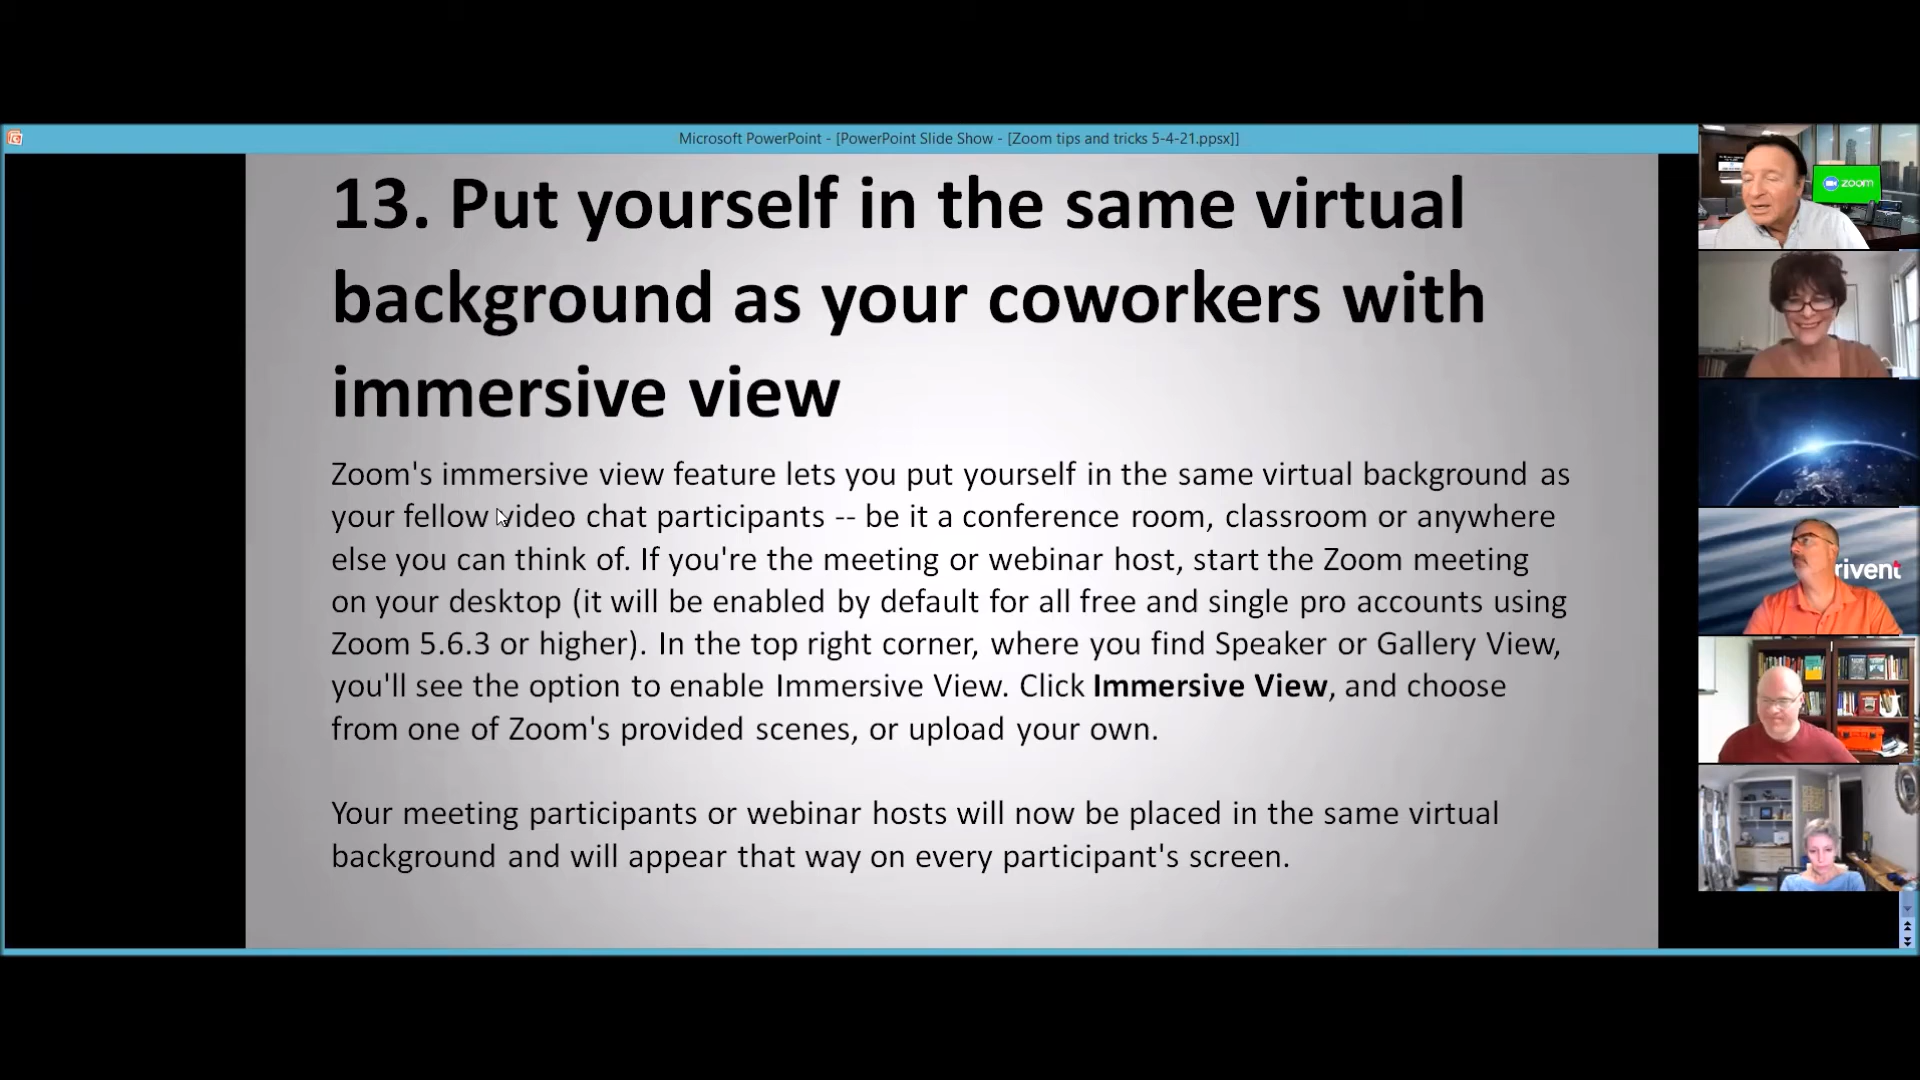 Microsoft PowerPoint - [PowerPoint Slide Show - [Zoom tips and tricks 5-4-21.ppsx]]
13. Put yourself in the same virtual
background as your coworkers with
immersive view
Zoom's immersive view feature lets you put yourself in the same virtual background as
your fellow video chat participants -- be it a conference room, classroom or anywhere
else you can think of. If you're the meeting or webinar host, start the Zoom meeting
on your desktop (it will be enabled by default for all free and single pro accounts using
Zoom 5.6.3 or higher). In the top right corner, where you find Speaker or Gallery View,
you'll see the option to enable Immersive View. Click Immersive View, and choose
from one of Zoom's provided scenes, or upload your own.
Your meeting participants or webinar hosts will now be placed in the same virtual
background and will appear that way on every participant's screen.
zoom
rivent